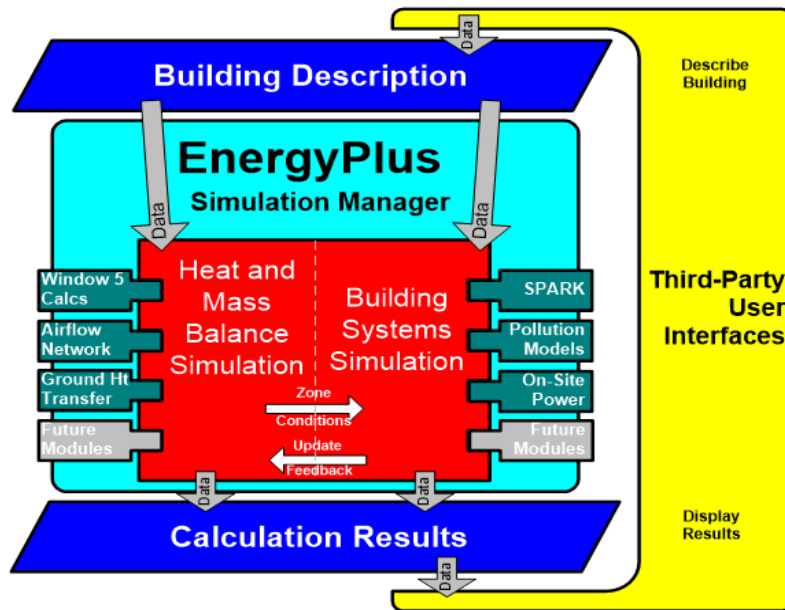 Data
Building Description
Describe
Building
EnergyPlus
Simulation Manager
Data
Data
Heat and
Mass
Balance
Simulation
Building
Systems
Simulation
Window 5
Calcs
Airflow
Network
Ground Ht
Transfer
Future
Modules
SPARK
Pollution
Models
On-Site
Power
Future
Modules
Zone
Conditions
Update
Feedback
Third-Party
User
Interfaces
Data
Data
Calculation Results
Display
Results
Data